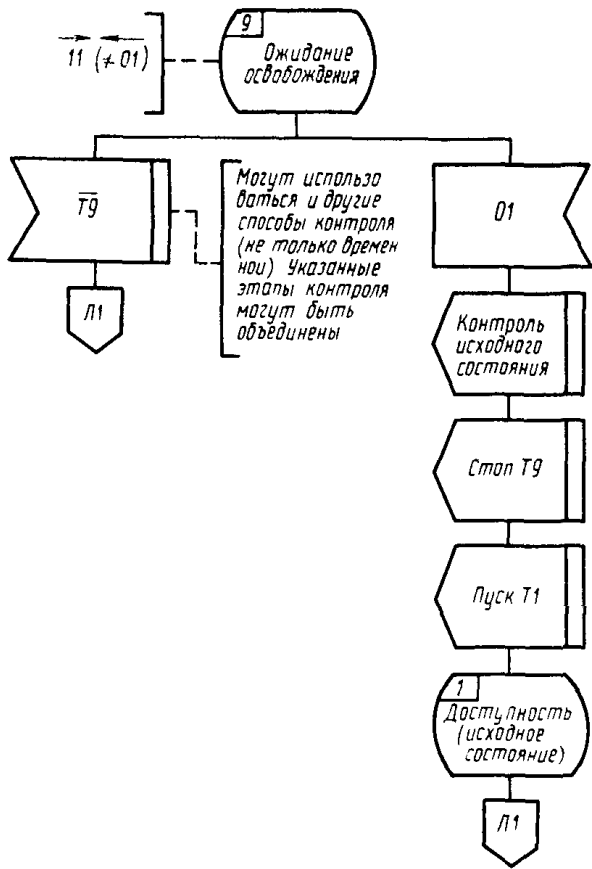 9
11 (≠ 01)
Ожидание
освобождения
T9
Могут использо
ваться и другие
способы контроля
(не только времен
ной) Указанные
этапы контроля
могут быть
объединены
Л1
01
Контроль
исходного
состояния
Стоп T9
Пуск T1
1
Доступность
(исходное
состояние)
Л1